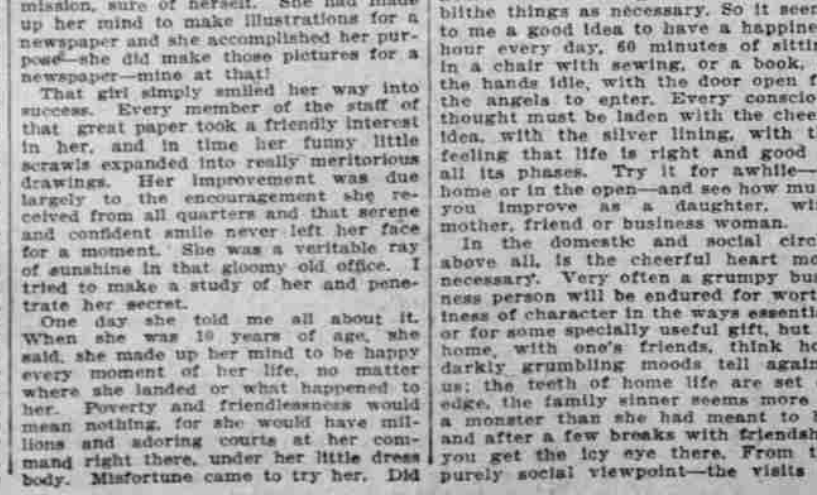 mission, sure of herself. She had made
up her mind to make illustrations for a
newspaper and she accomplished her pur-
pose—she did make those pictures for a
newspaper—mine at that!
That girl simply smiled her way into
success. Every member of the staff of
that great paper took a friendly interest
in her, and in time her funny little
scrawls expanded into really meritorious
drawings. Her improvement was due
largely to the encouragement she re-
ceived from all quarters and that serene
and confident smile never left her face
for a moment. She was a veritable ray
of sunshine in that gloomy old office. I
tried to make a study of her and pene-
trate her secret.
One day she told me all about it.
When she was 10 years of age, she
said, she made up her mind to be happy
every moment of her life, no matter
where she landed or what happened to
her. Poverty and friendlessness would
mean nothing, for she would have mil-
lions and adoring courts at her com-
mand right there, under her little dress
body. Misfortune came to try her. Did
blithe things as necessary. So it seem
to me a good idea to have a happine
hour every day, 60 minutes of sittin
in a chair with sewing, or a book,
the hands idle, with the door open f
the angels to enter. Every conscio
thought must be laden with the chee
idea, with the silver lining, with t
feeling that life is right and good
all its phases. Try it for awhile—
home or in the open—and see how mu
you improve as a daughter, wi
mother, friend or business woman.
In the domestic and social circ
above all, is the cheerful heart mo
necessary. Very often a grumpy bus
ness person will be endured for wort
iness of character in the ways essenti
or for some specially useful gift, but
home, with one's friends, think ho
darkly grumbling moods tell again
us; the teeth of home life are set
edge, the family sinner seems more
a monster than she had meant to b
and after a few breaks with friendsh
you get the icy eye there. From t
purely social viewpoint—the visits